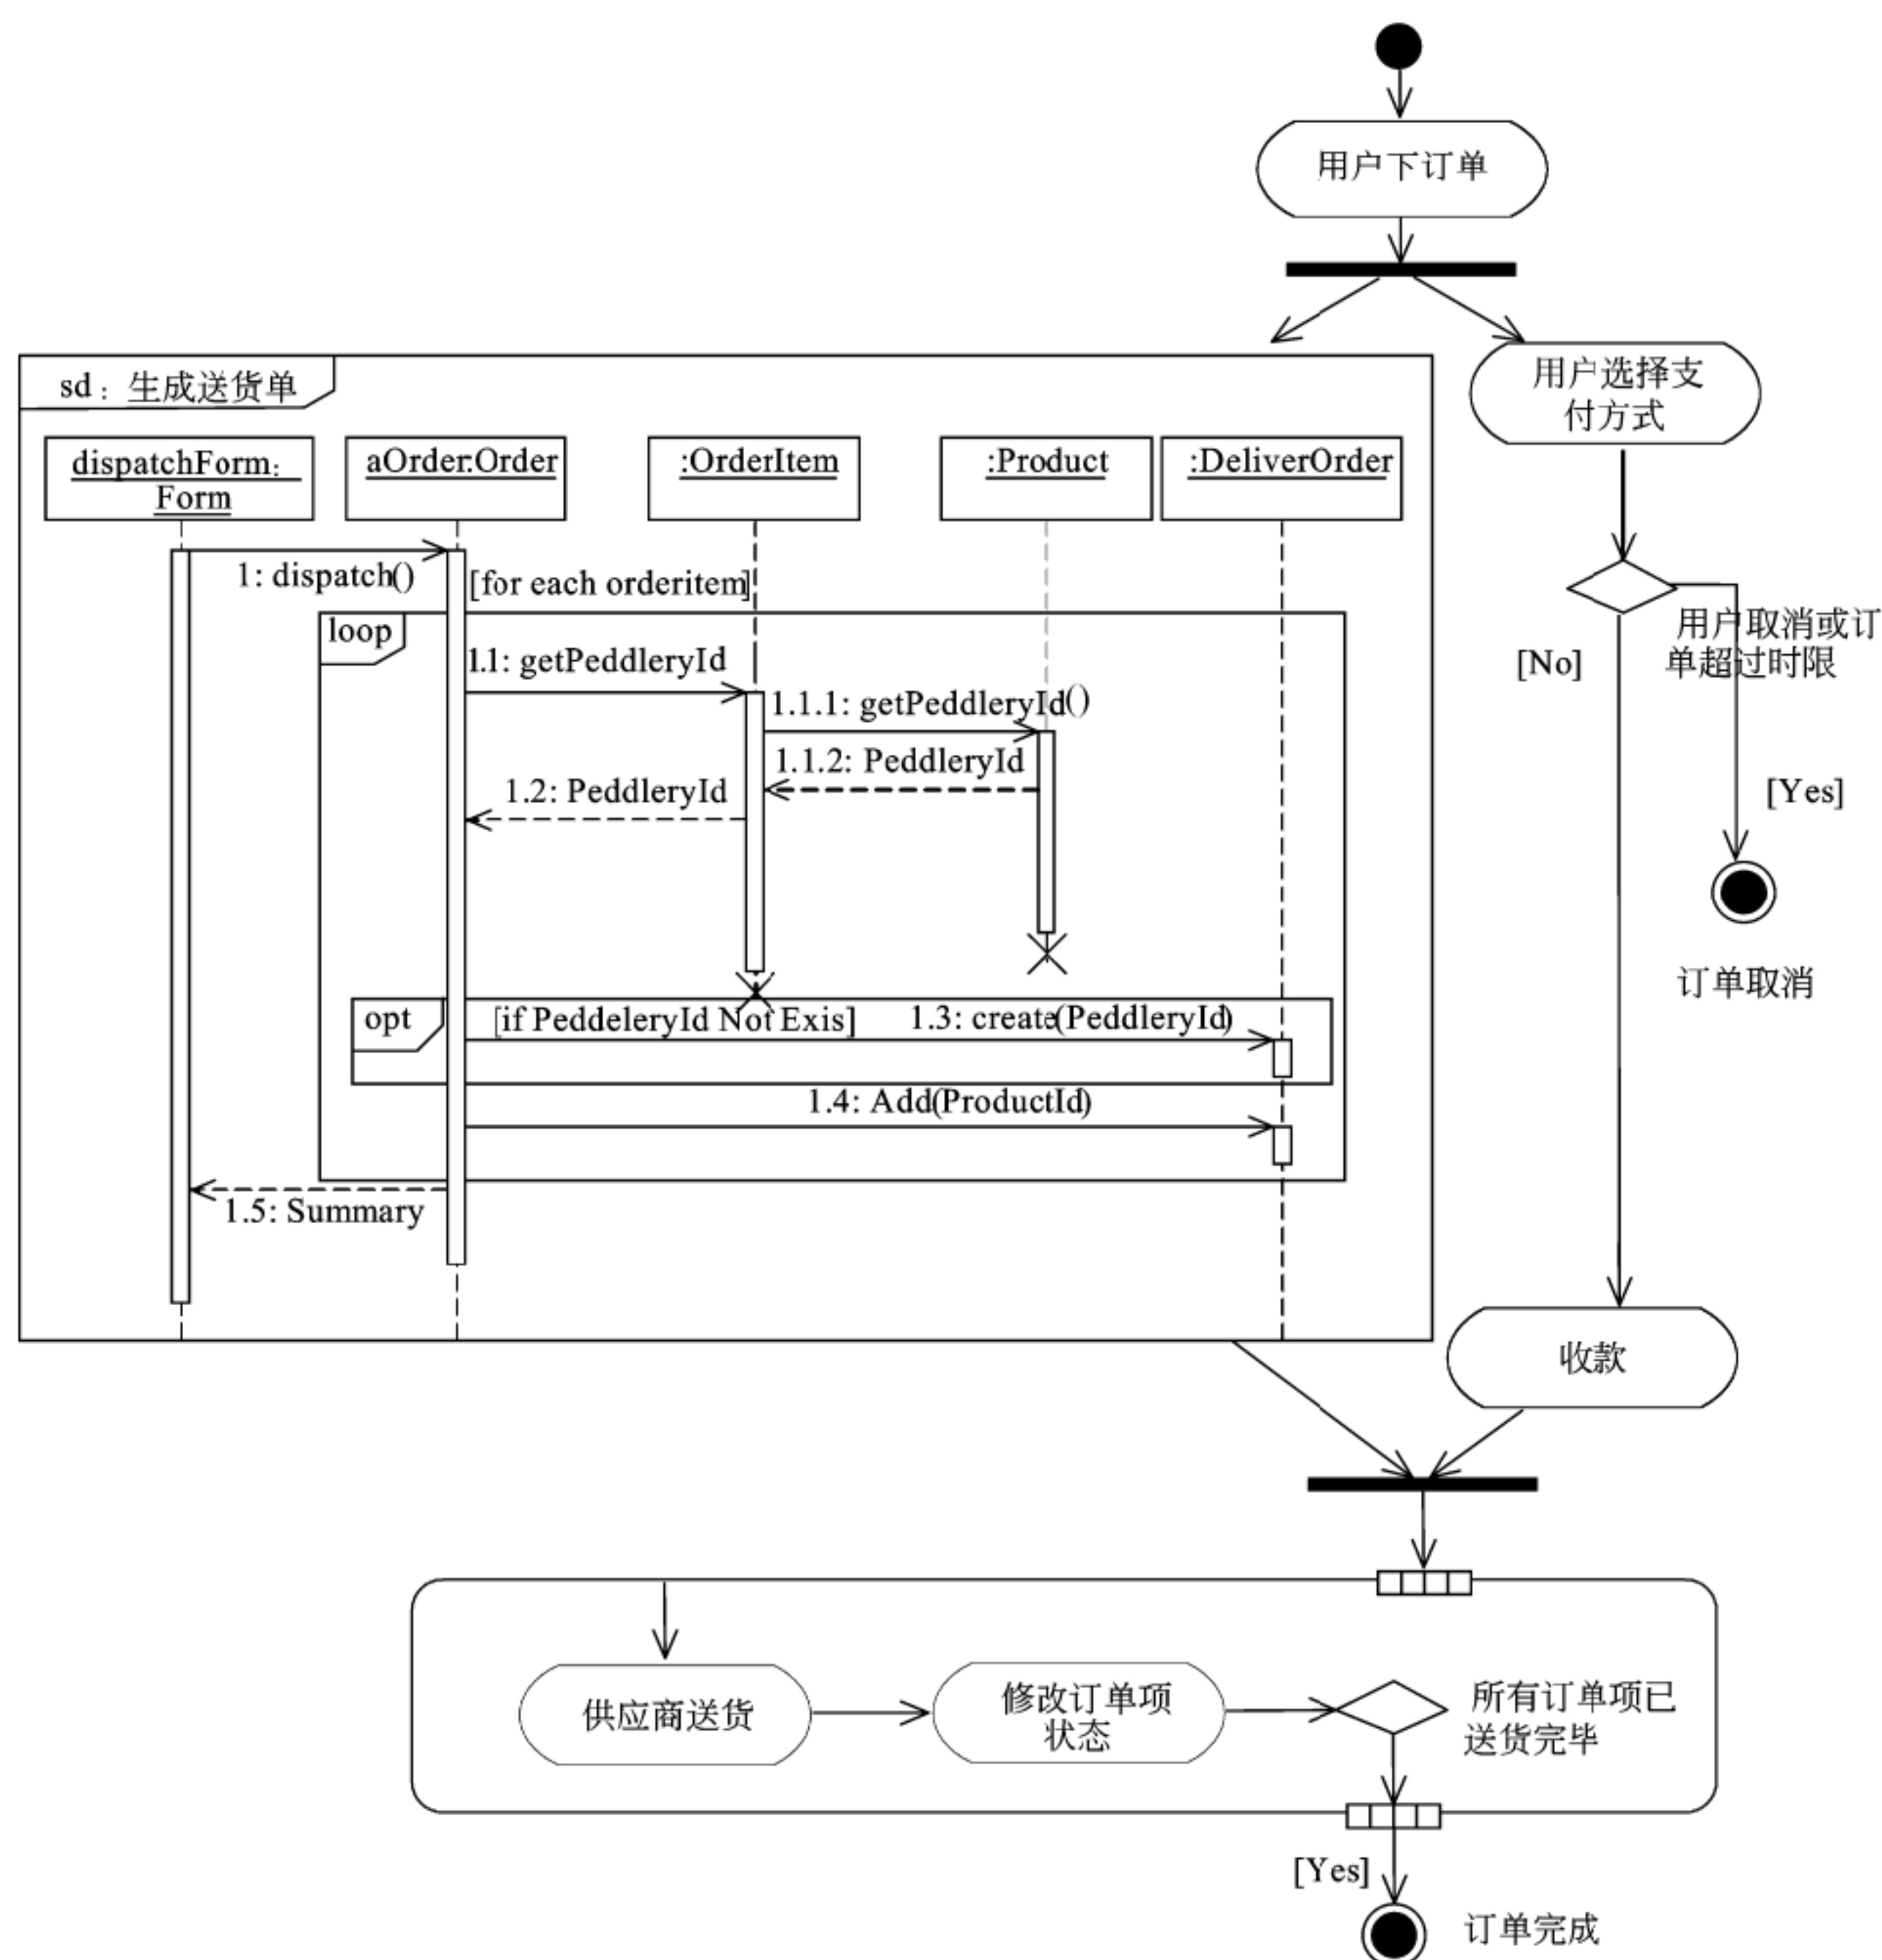 用户下订单
sd：生成送货单
用户选择支
付方式
dispatchForm:
Form
aOrder:Order
:OrderItem
:Product
:DeliverOrder
1: dispatch()
[for each orderitem]
loop
1.1: getPeddleryId
1.1.1: getPeddleryId()
1.1.2: PeddleryId
1.2: PeddleryId
[No]
用户取消或订
单超过时限
[Yes]
订单取消
opt
[if PeddeleryId Not Exis]
1.3: create(PeddleryId)
1.4: Add(ProductId)
1.5: Summary
收款
供应商送货
修改订单项
状态
所有订单项已
送货完毕
[Yes]
订单完成